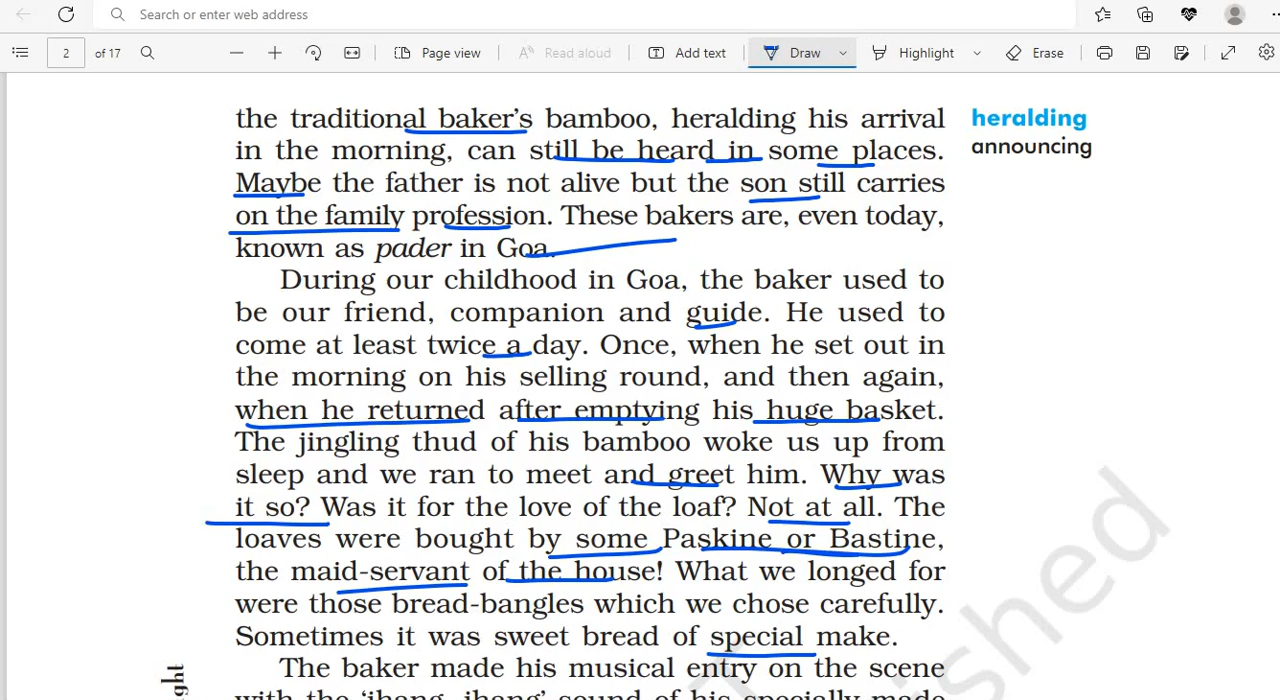 Search or enter web address
2 of 17 Page view Read aloud Add text Draw Highlight Erase
the traditional baker's bamboo, heralding his arrival
in the morning, can still be heard in some places.
Maybe the father is not alive but the son still carries
on the family profession. These bakers are, even today,
known as pader in Goa.
heralding
announcing
During our childhood in Goa, the baker used to
be our friend, companion and guide. He used to
come at least twice a day. Once, when he set out in
the morning on his selling round, and then again,
when he returned after emptying his huge basket.
The jingling thud of his bamboo woke us up from
sleep and we ran to meet and greet him. Why was
it so? Was it for the love of the loaf? Not at all. The
loaves were bought by some Paskine or Bastine,
the maid-servant of the house! What we longed for
were those bread-bangles which we chose carefully.
Sometimes it was sweet bread of special make.
The baker made his musical entry on the scene
with the 'jhang, jhang' sound of his specially made